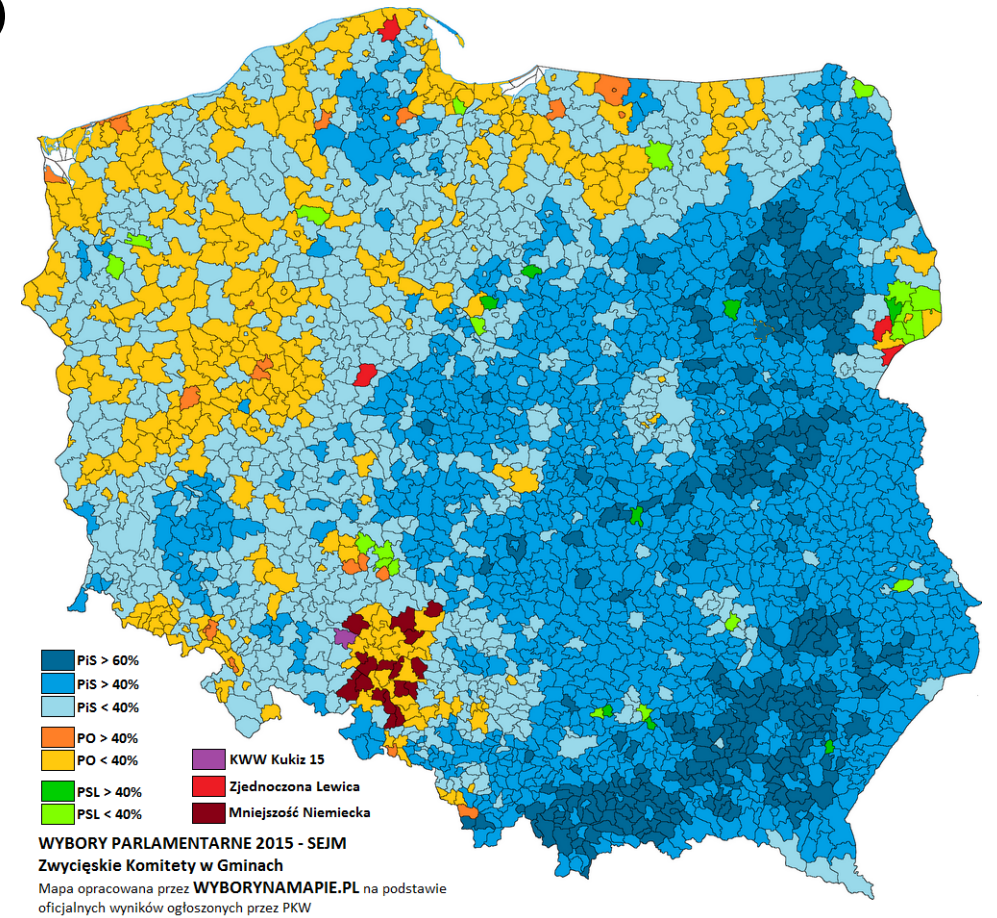 PiS > 60%
PiS > 40%
PiS < 40%
PO > 40%
PO < 40%
PSL > 40%
PSL < 40%
KWW Kukiz 15
Zjednoczona Lewica
Mniejszość Niemiecka
WYBORY PARLAMENTARNE 2015 - SEJM
Zwycięskie Komitety w Gminach
Mapa opracowana przez WYBORYNAMAPIE.PL na podstawie
oficjalnych wyników ogłoszonych przez PKW